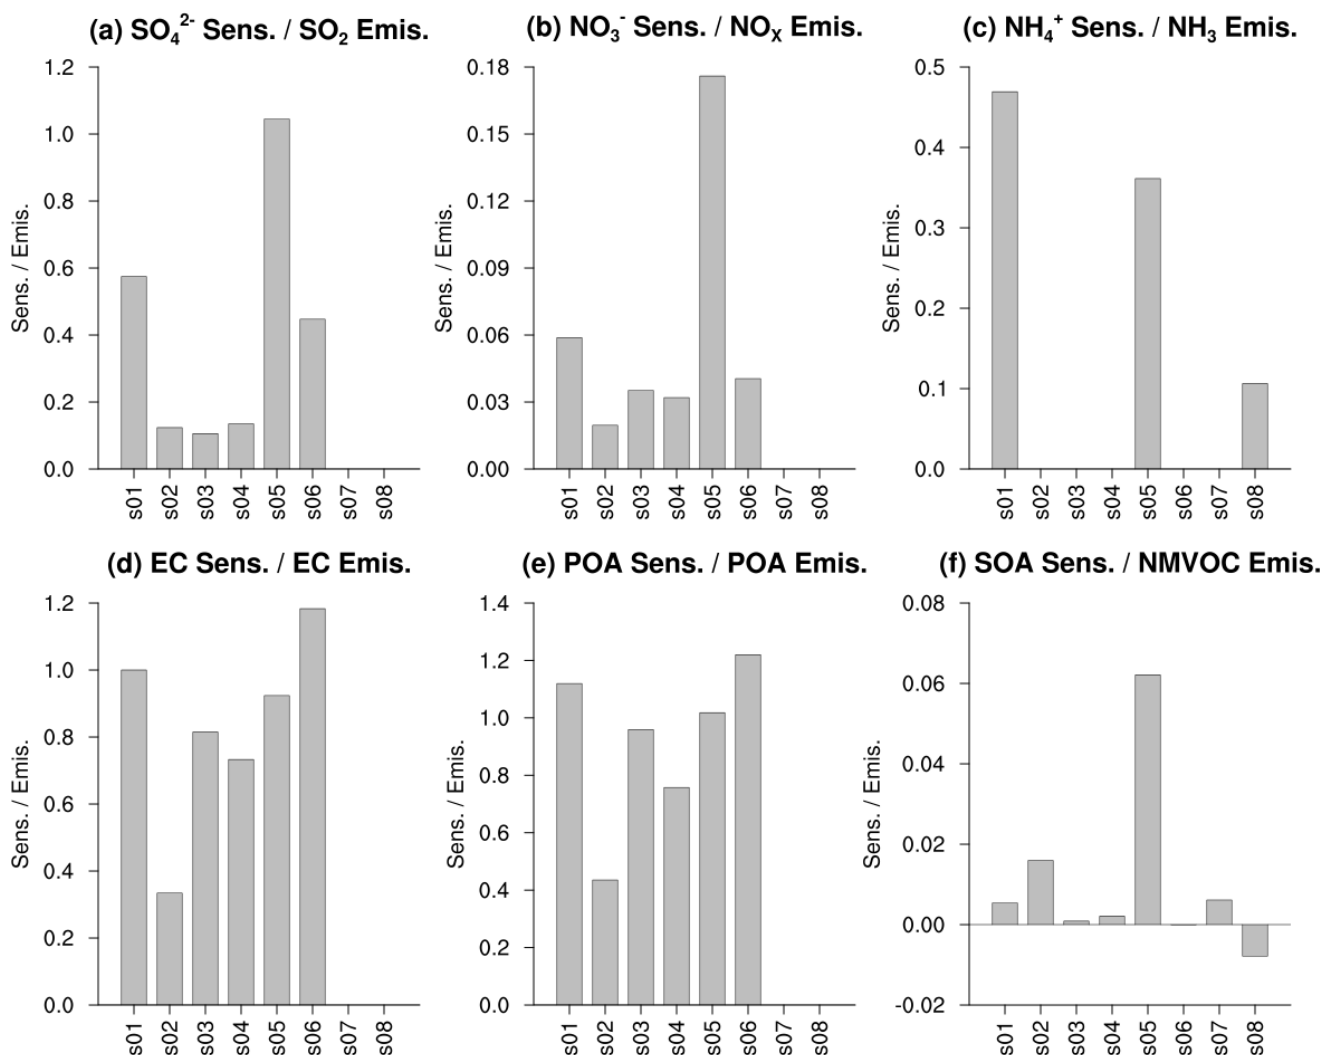 (a) SO₄²⁻ Sens. / SO₂ Emis.
1.2
1.0
0.8
0.6
0.4
0.2
0.0
Sens. / Emis.
s01
s02
s03
s04
s05
s06
s07
s08
(b) NO₃⁻ Sens. / NOₓ Emis.
0.18
0.15
0.12
0.09
0.06
0.03
0.00
Sens. / Emis.
s01
s02
s03
s04
s05
s06
s07
s08
(c) NH₄⁺ Sens. / NH₃ Emis.
0.5
0.4
0.3
0.2
0.1
0.0
Sens. / Emis.
s01
s02
s03
s04
s05
s06
s07
s08
(d) EC Sens. / EC Emis.
1.2
1.0
0.8
0.6
0.4
0.2
0.0
Sens. / Emis.
s01
s02
s03
s04
s05
s06
s07
s08
(e) POA Sens. / POA Emis.
1.4
1.2
1.0
0.8
0.6
0.4
0.2
0.0
Sens. / Emis.
s01
s02
s03
s04
s05
s06
s07
s08
(f) SOA Sens. / NMVOC Emis.
0.08
0.06
0.04
0.02
0.00
-0.02
Sens. / Emis.
s01
s02
s03
s04
s05
s06
s07
s08